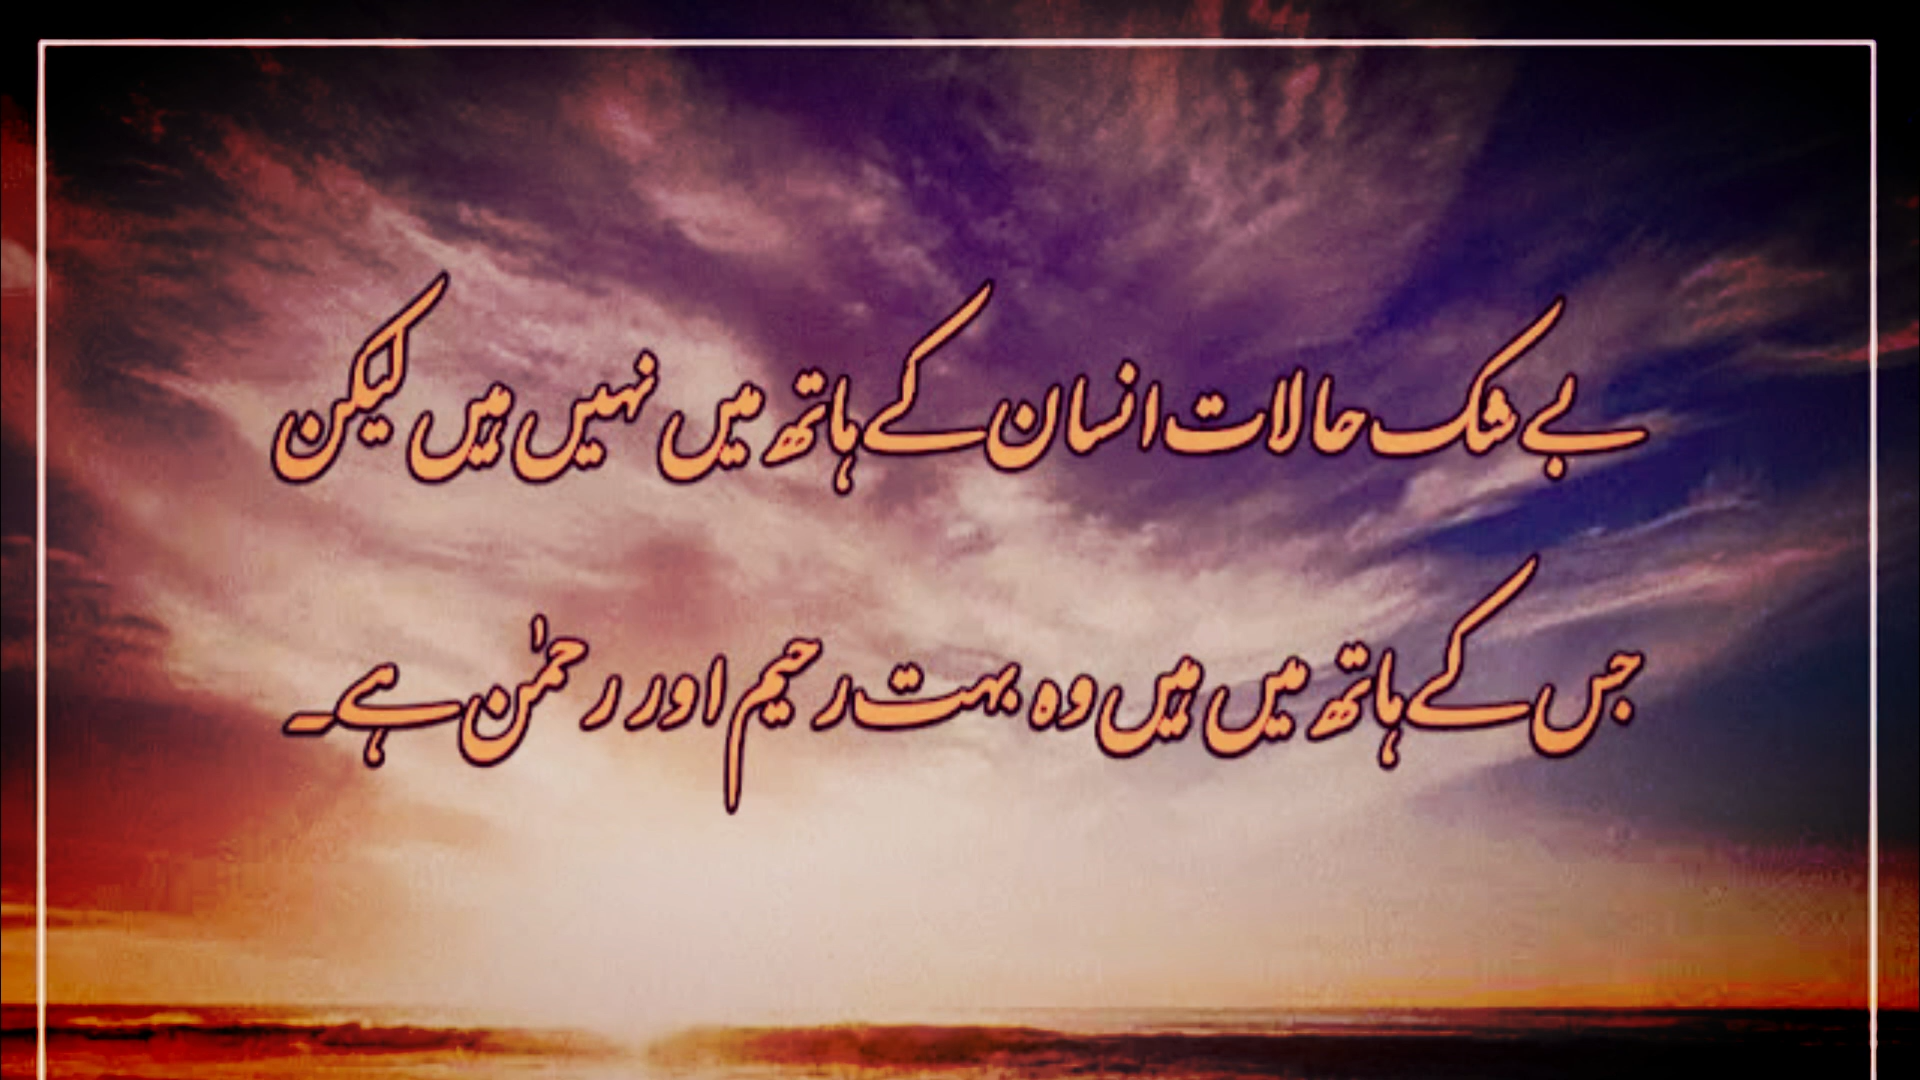 بے شک حالات انسان کے ہاتھ میں نہیں ہیں لیکن
جس کے ہاتھ میں ہیں وہ بہت رحیم اور رحمٰن ہے۔